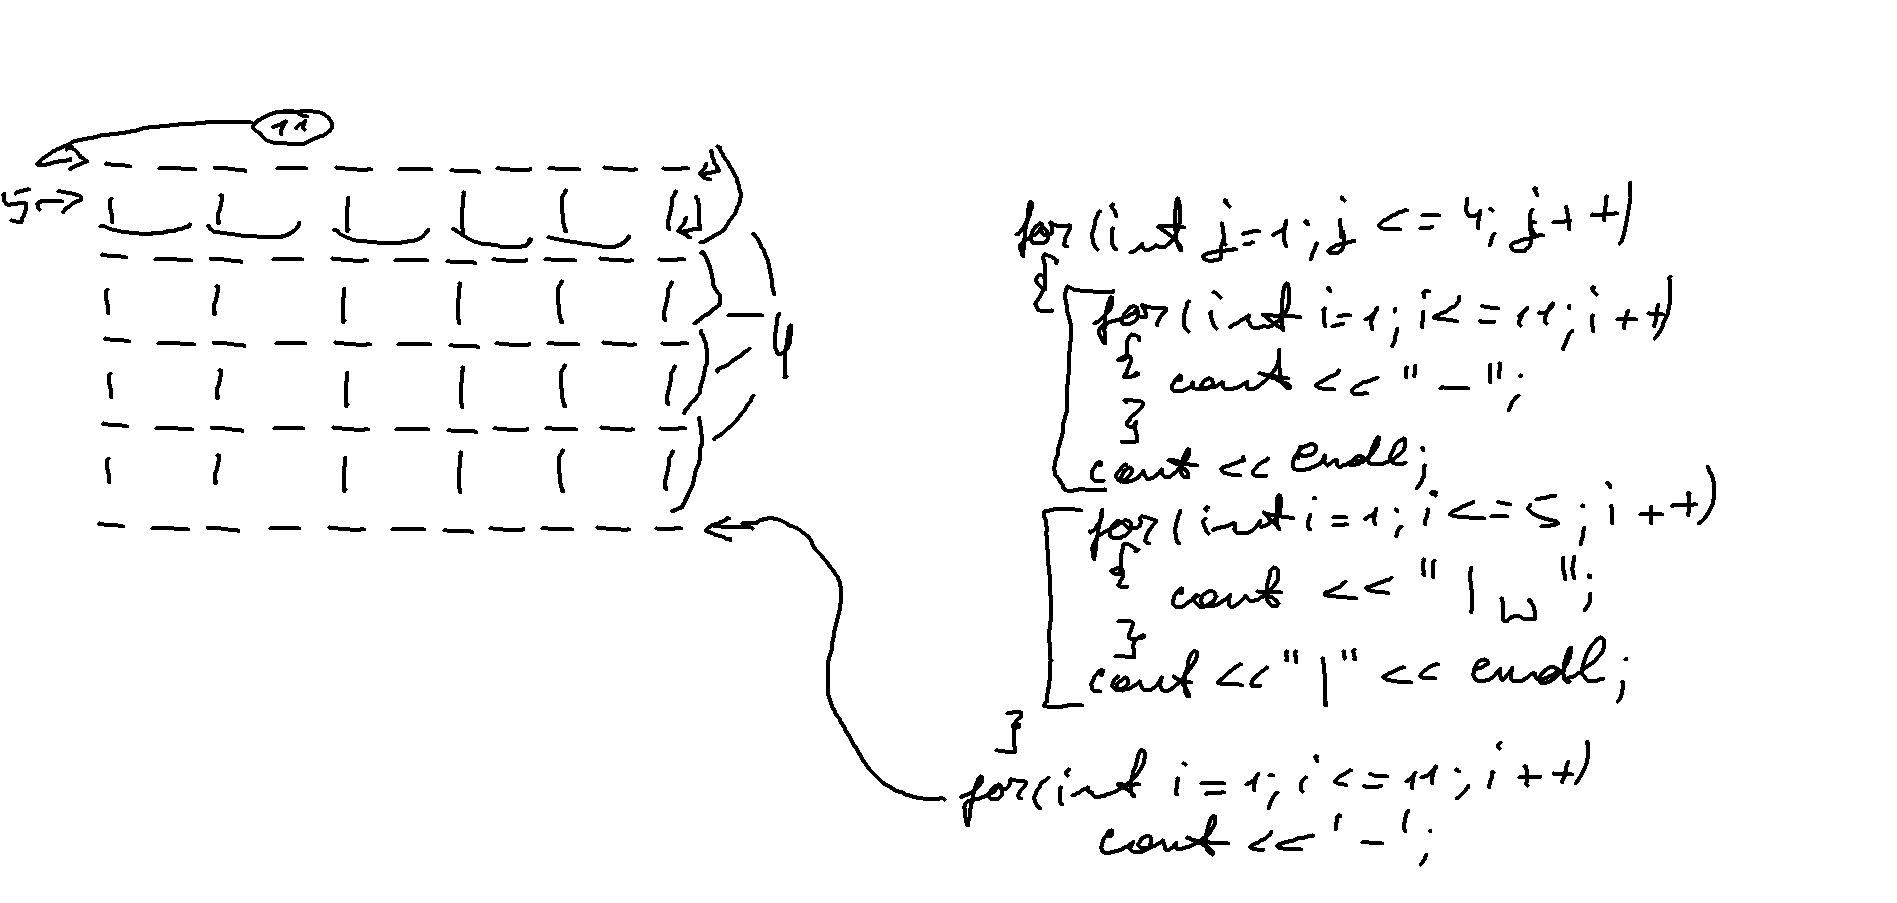 11
5
4
for(int j=1;j <=4;j++)
{
for(int i=1;i<=11;i++)
{
cout <<"-";
}
cout << endl;
for(int i=1;i<=5;i++)
{
cout <<"|␣";
}
cout <<"|"<< endl;
}
for(int i=1;i<=11;i++)
cout <<'-';